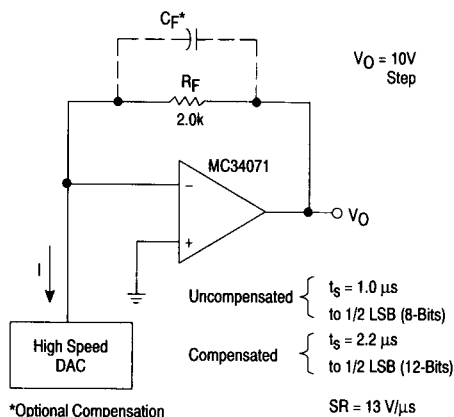 CF*
VO = 10V
Step
RF
2.0k
MC34071
−
+
VO
I
Uncompensated { ts = 1.0 µs
to 1/2 LSB (8-Bits)
Compensated { ts = 2.2 µs
to 1/2 LSB (12-Bits)
High Speed
DAC
*Optional Compensation
SR = 13 V/µs